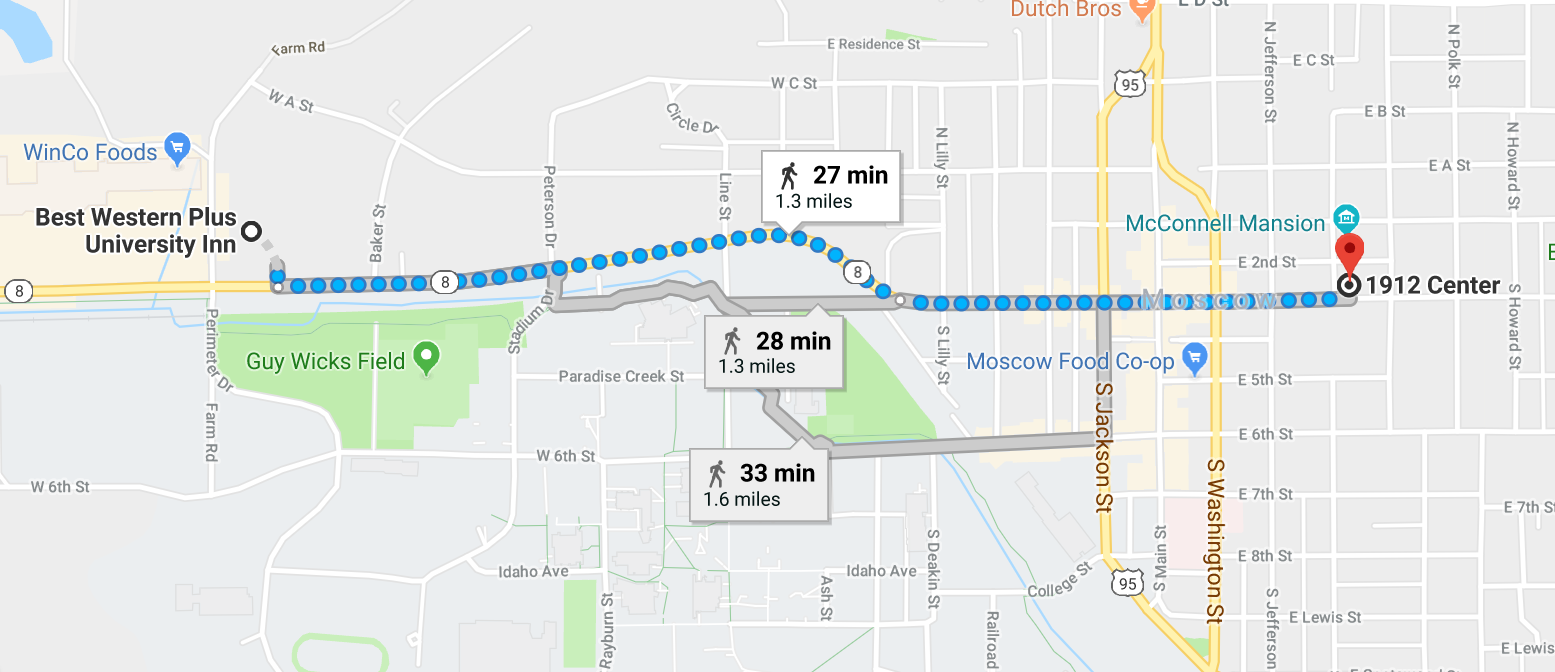 Dutch Bros
E D St
Farm Rd
E Residence St
95
N Jefferson St
E C St
N Polk St
W C St
W A St
Circle Dr
E B St
WinCo Foods
27 min
1.3 miles
N Lilly St
N Howard St
E A St
Peterson Dr
Line St
Best Western Plus
University Inn
Baker St
McConnell Mansion
E 2nd St
8
8
8
1912 Center
Moscow
S Howard St
Perimeter Dr
Stadium Dr
28 min
1.3 miles
S Lilly St
Guy Wicks Field
Moscow Food Co-op
Paradise Creek St
E 5th St
S Jackson St
Farm Rd
E 6th St
W 6th St
33 min
1.6 miles
W 6th St
S Washington St
E 7th St
E 7th St
S Deakin St
S Main St
E 8th St
Idaho Ave
Idaho Ave
College St
95
Ash St
Rayburn St
Railroad
S Jefferson
E Lewis St
E Lewis